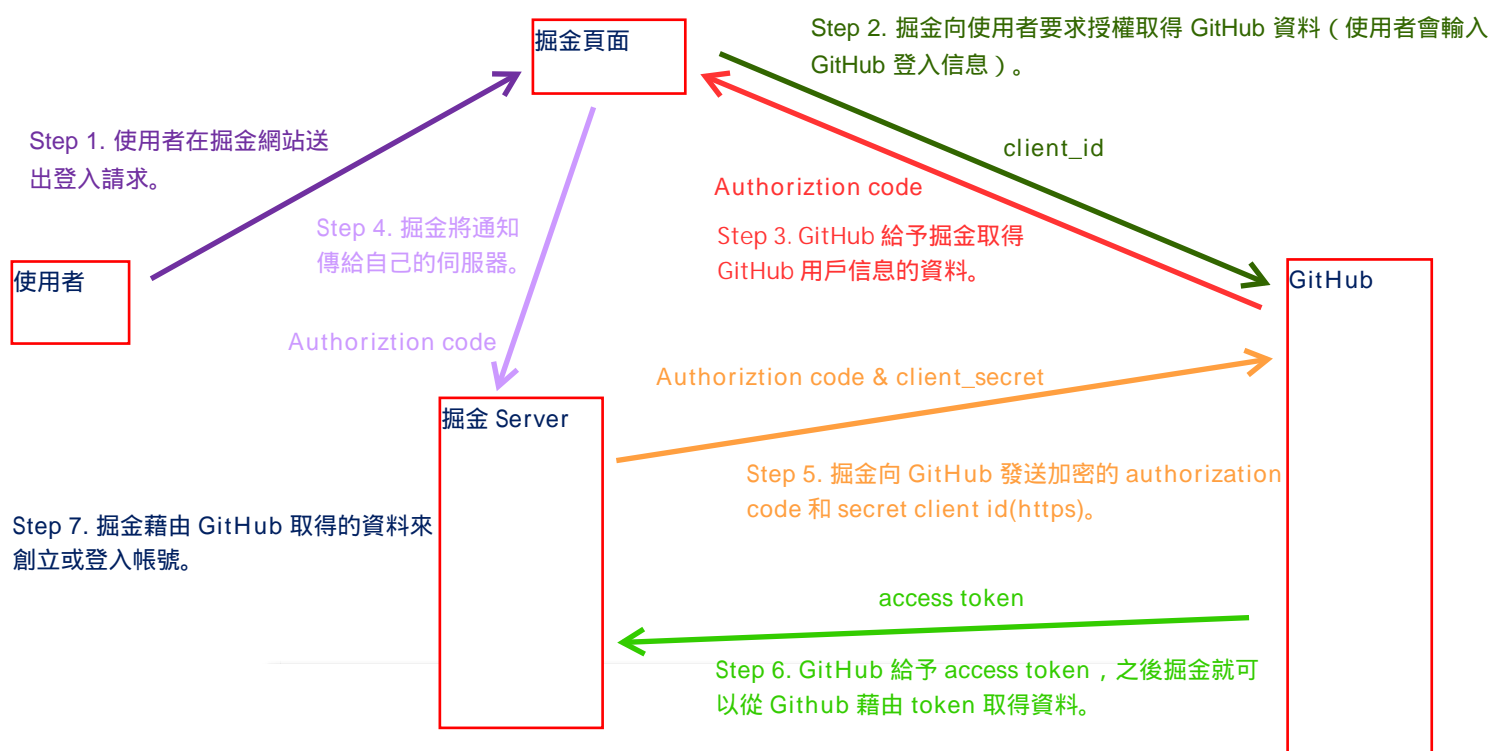 掘金頁面
Step 2. 掘金向使用者要求授權取得 GitHub 資料（使用者會輸入
GitHub 登入信息）。
Step 1. 使用者在掘金網站送
出登入請求。
client_id
Authoriztion code
Step 4. 掘金將通知
傳給自己的伺服器。
Step 3. GitHub 給予掘金取得
GitHub 用戶信息的資料。
使用者
GitHub
Authoriztion code
Authoriztion code & client_secret
掘金 Server
Step 5. 掘金向 GitHub 發送加密的 authorization
code 和 secret client id(https)。
Step 7. 掘金藉由 GitHub 取得的資料來
創立或登入帳號。
access token
Step 6. GitHub 給予 access token，之後掘金就可
以從 Github 藉由 token 取得資料。